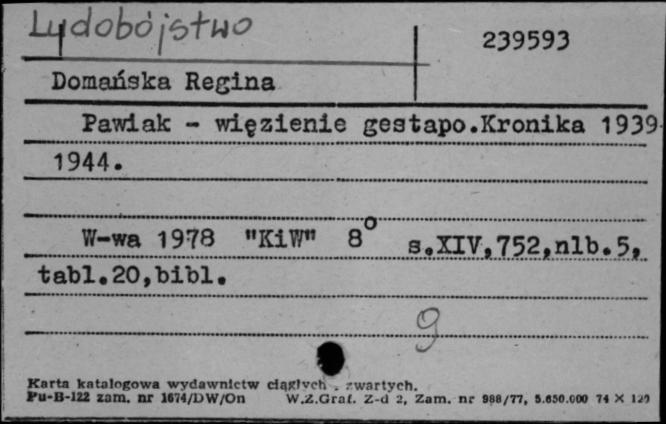 Ludobójstwo
239593
Domańska Regina
Pawiak - więzienie gestapo.Kronika 1939-
1944.
W-wa 1978 "KiW" 8° s.XIV,752,nlb.5,
tabl.20,bibl.
9
Karta katalogowa wydawnictw ciągłych - zwartych.
Pu-B-122 zam. nr 1674/DW/On W.Z.Graf. Z-d 2, Zam. nr 988/77, 5.650.000 74 X 120